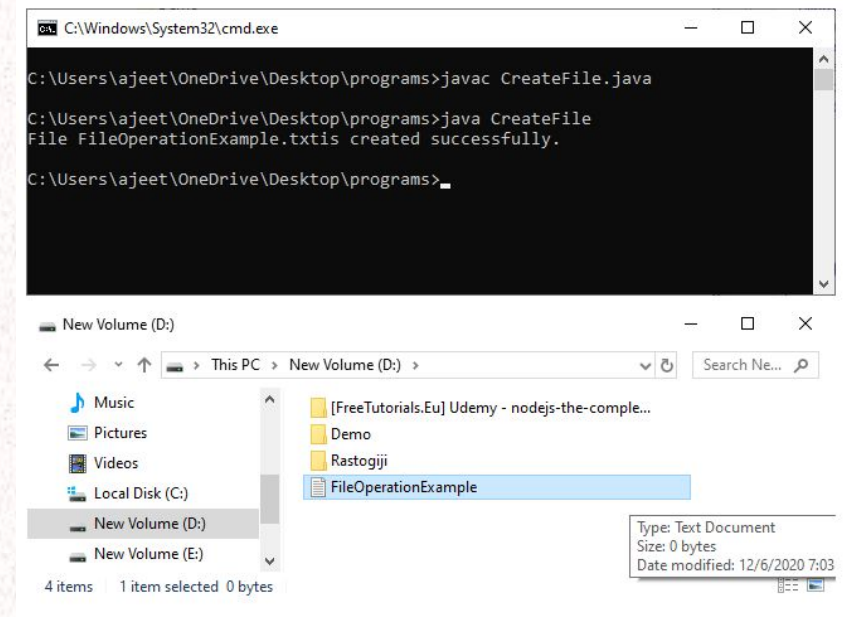 C:\Windows\System32\cmd.exe
C:\Users\ajeet\OneDrive\Desktop\programs>javac CreateFile.java
C:\Users\ajeet\OneDrive\Desktop\programs>java CreateFile
File FileOperationExample.txtis created successfully.
C:\Users\ajeet\OneDrive\Desktop\programs>
New Volume (D:)
This PC > New Volume (D:) > Search Ne...
Music
[FreeTutorials.Eu] Udemy - nodejs-the-comple...
Pictures
Demo
Videos
Rastogiji
Local Disk (C:)
FileOperationExample
New Volume (D:)
New Volume (E:)
Type: Text Document
Size: 0 bytes
Date modified: 12/6/2020 7:03
4 items 1 item selected 0 bytes